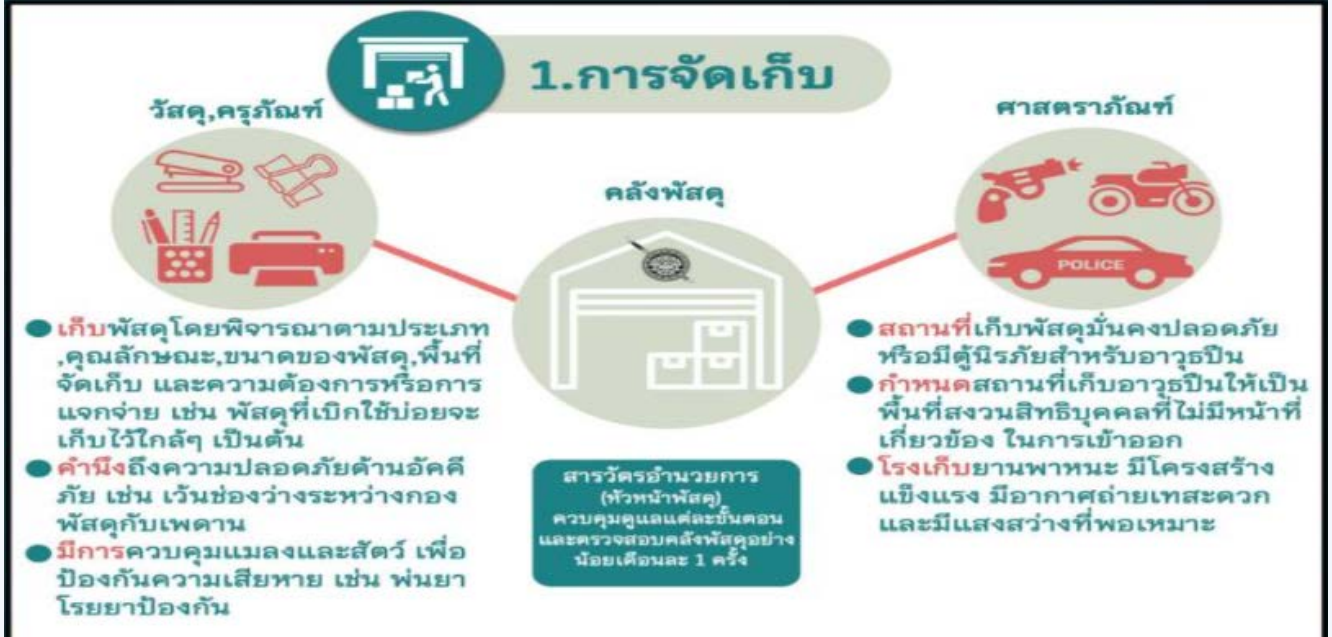 1.การจัดเก็บ
วัสดุ,ครุภัณฑ์
เก็บพัสดุโดยพิจารณาตามประเภท
,คุณลักษณะ,ขนาดของพัสดุ,พื้นที่
จัดเก็บ และความต้องการหรือการ
แจกจ่าย เช่น พัสดุที่เบิกใช้บ่อยจะ
เก็บไว้ใกล้ๆ เป็นต้น
คำนึงถึงความปลอดภัยด้านอัคคี
ภัย เช่น เว้นช่องว่างระหว่างกอง
พัสดุกับเพดาน
มีการควบคุมแมลงและสัตว์ เพื่อ
ป้องกันความเสียหาย เช่น พ่นยา
โรยยาป้องกัน
คลังพัสดุ
สารวัตรอำนวยการ
(หัวหน้าพัสดุ)
ควบคุมดูแลแต่ละขั้นตอน
และตรวจสอบคลังพัสดุอย่าง
น้อยเดือนละ 1 ครั้ง
ศาสตราภัณฑ์
POLICE
สถานที่เก็บพัสดุมั่นคงปลอดภัย
หรือมีตู้นิรภัยสำหรับอาวุธปืน
กำหนดสถานที่เก็บอาวุธปืนให้เป็น
พื้นที่สงวนสิทธิบุคคลที่ไม่มีหน้าที่
เกี่ยวข้อง ในการเข้าออก
โรงเก็บยานพาหนะ มีโครงสร้าง
แข็งแรง มีอากาศถ่ายเทสะดวก
และมีแสงสว่างที่พอเหมาะ